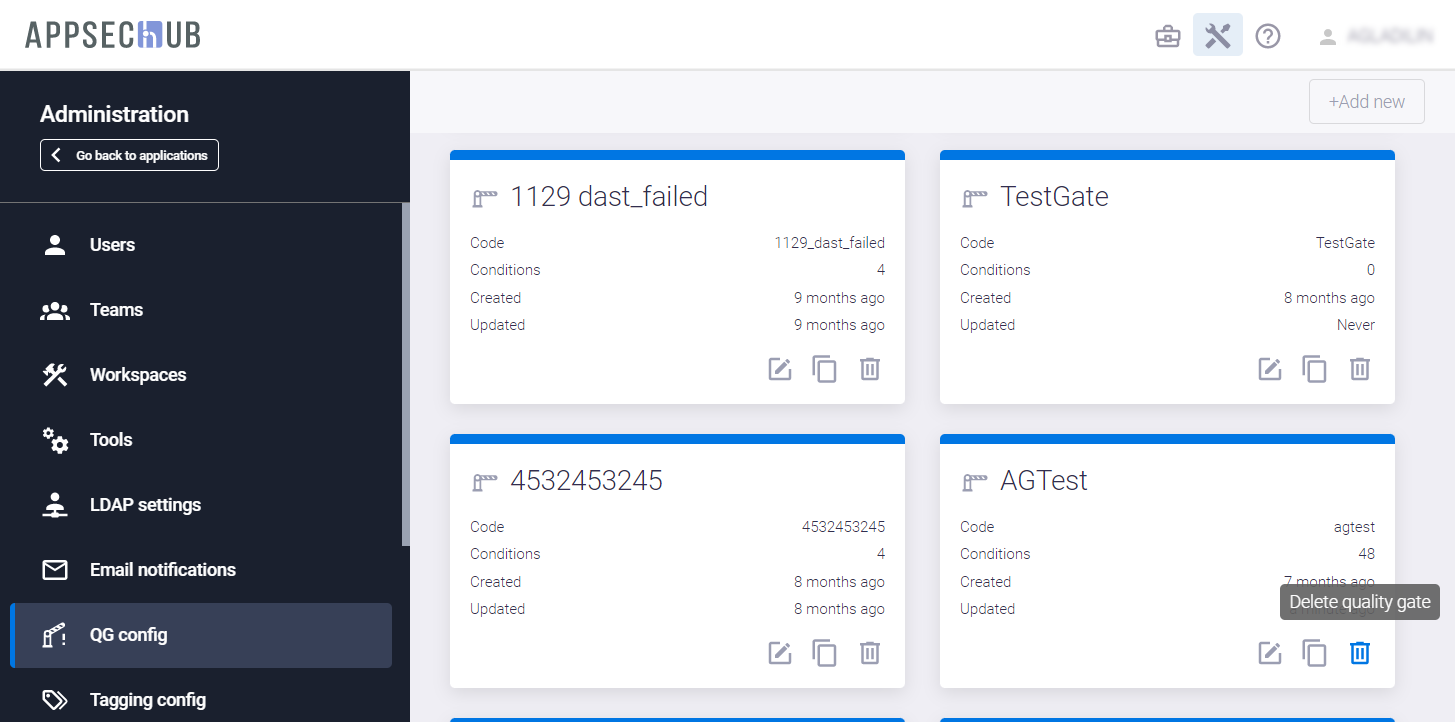 APPSECHUB
+Add new
Administration
Go back to applications
Users
Teams
Workspaces
Tools
LDAP settings
Email notifications
QG config
Tagging config
1129 dast_failed
Code 1129_dast_failed
Conditions 4
Created 9 months ago
Updated 9 months ago
TestGate
Code TestGate
Conditions 0
Created 8 months ago
Updated Never
4532453245
Code 4532453245
Conditions 4
Created 8 months ago
Updated 8 months ago
AGTest
Code agtest
Conditions 48
Created 7 months ago
Updated
Delete quality gate